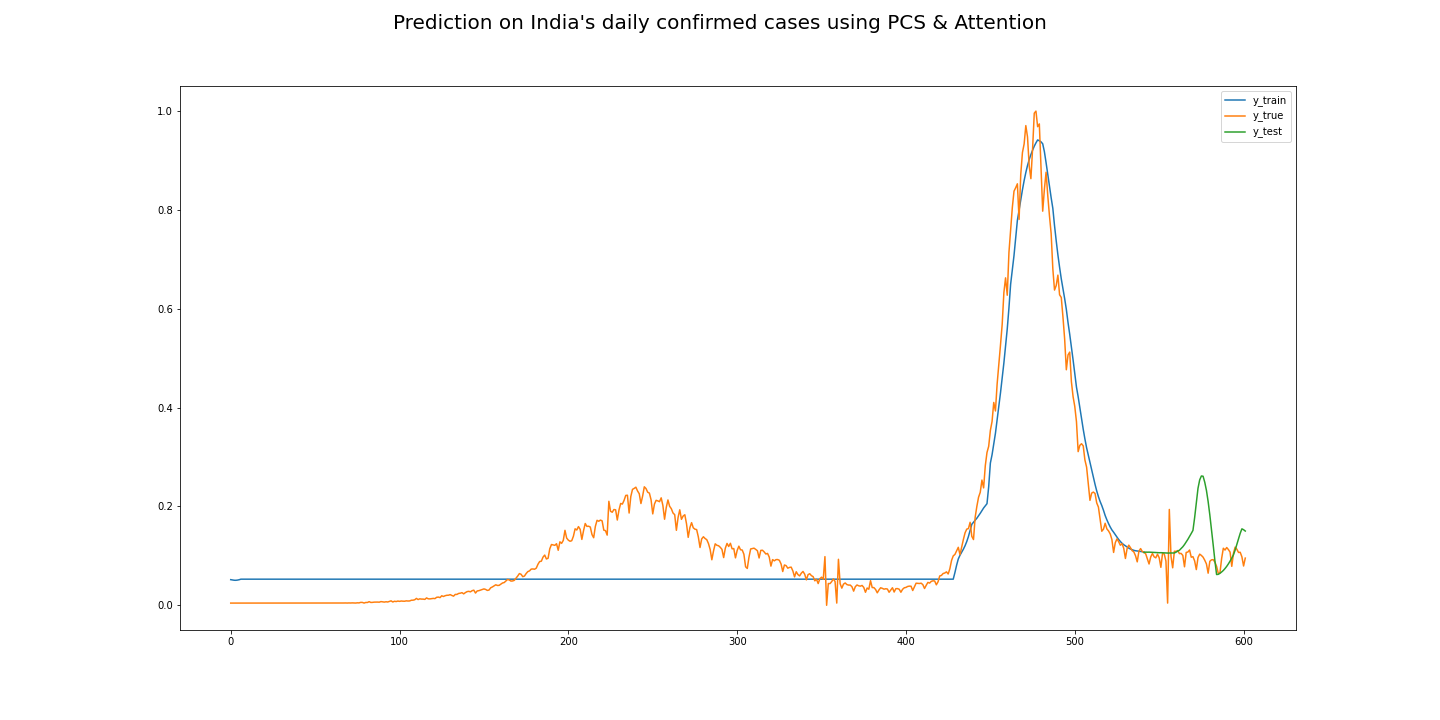 Prediction on India's daily confirmed cases using PCS & Attention
y_train
y_true
y_test
1.0
0.8
0.6
0.4
0.2
0.0
0 100 200 300 400 500 600